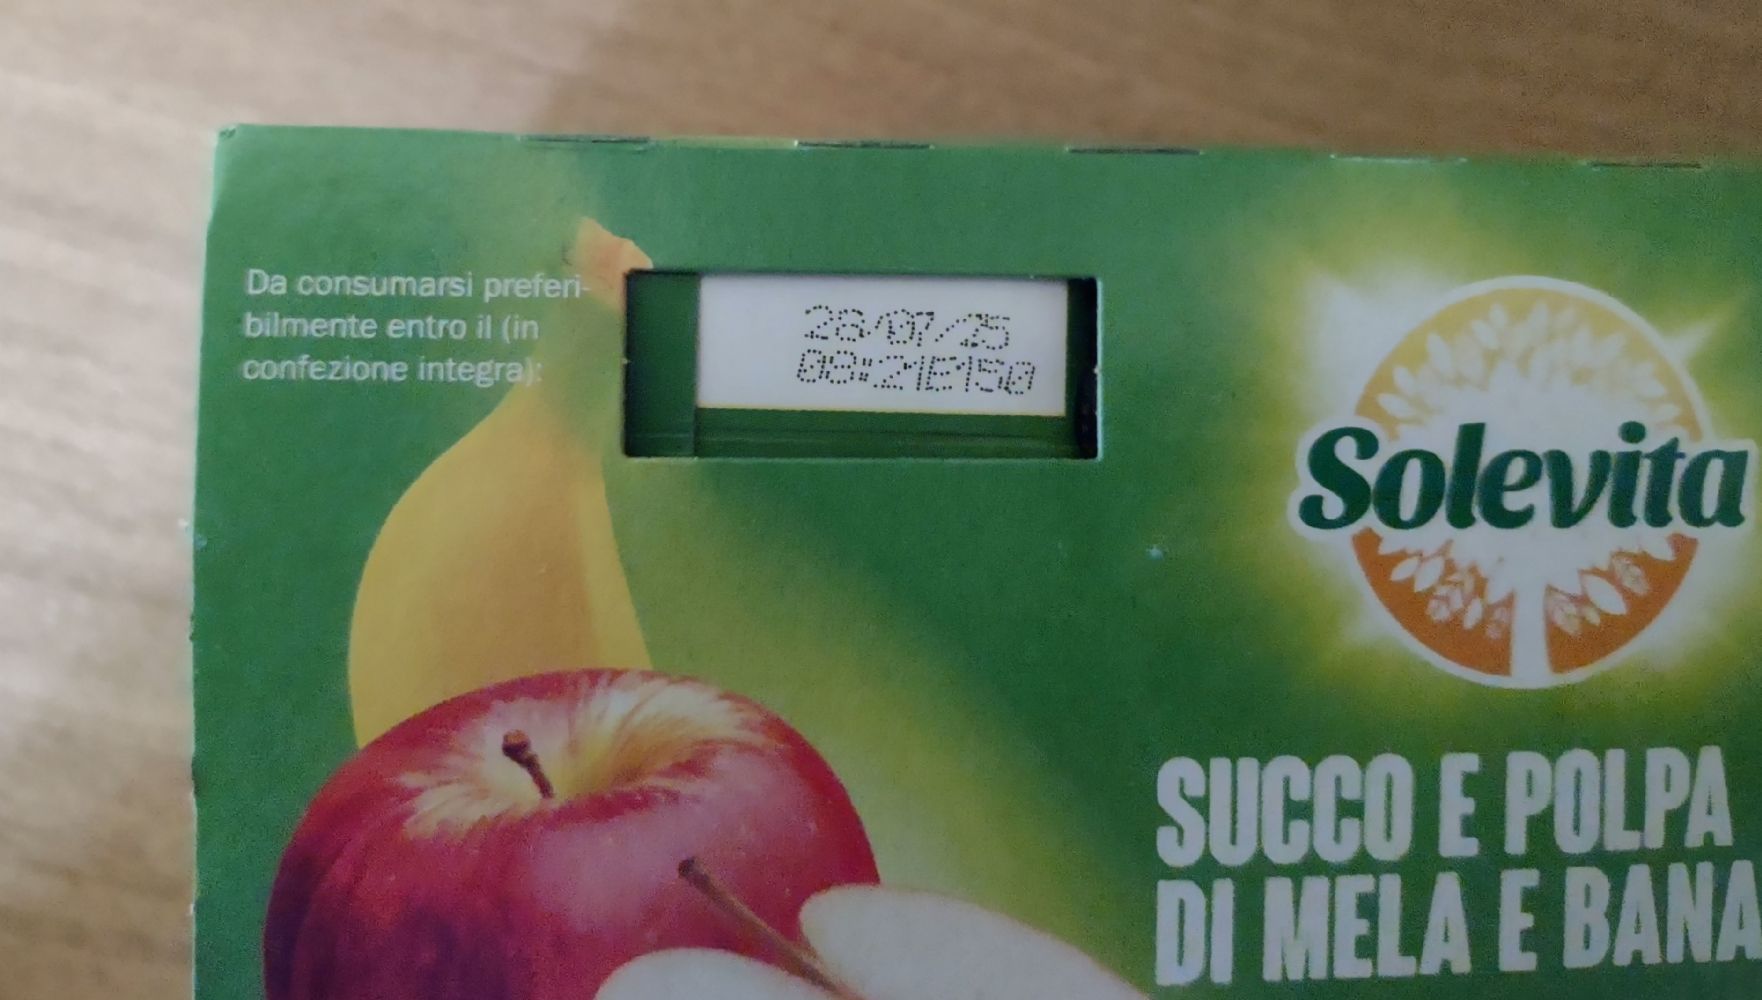 Da consumarsi preferi-
bilmente entro il (in
confezione integra):
28/07/25
08:21E150
Solevita
SUCCO E POLPA
DI MELA E BANA